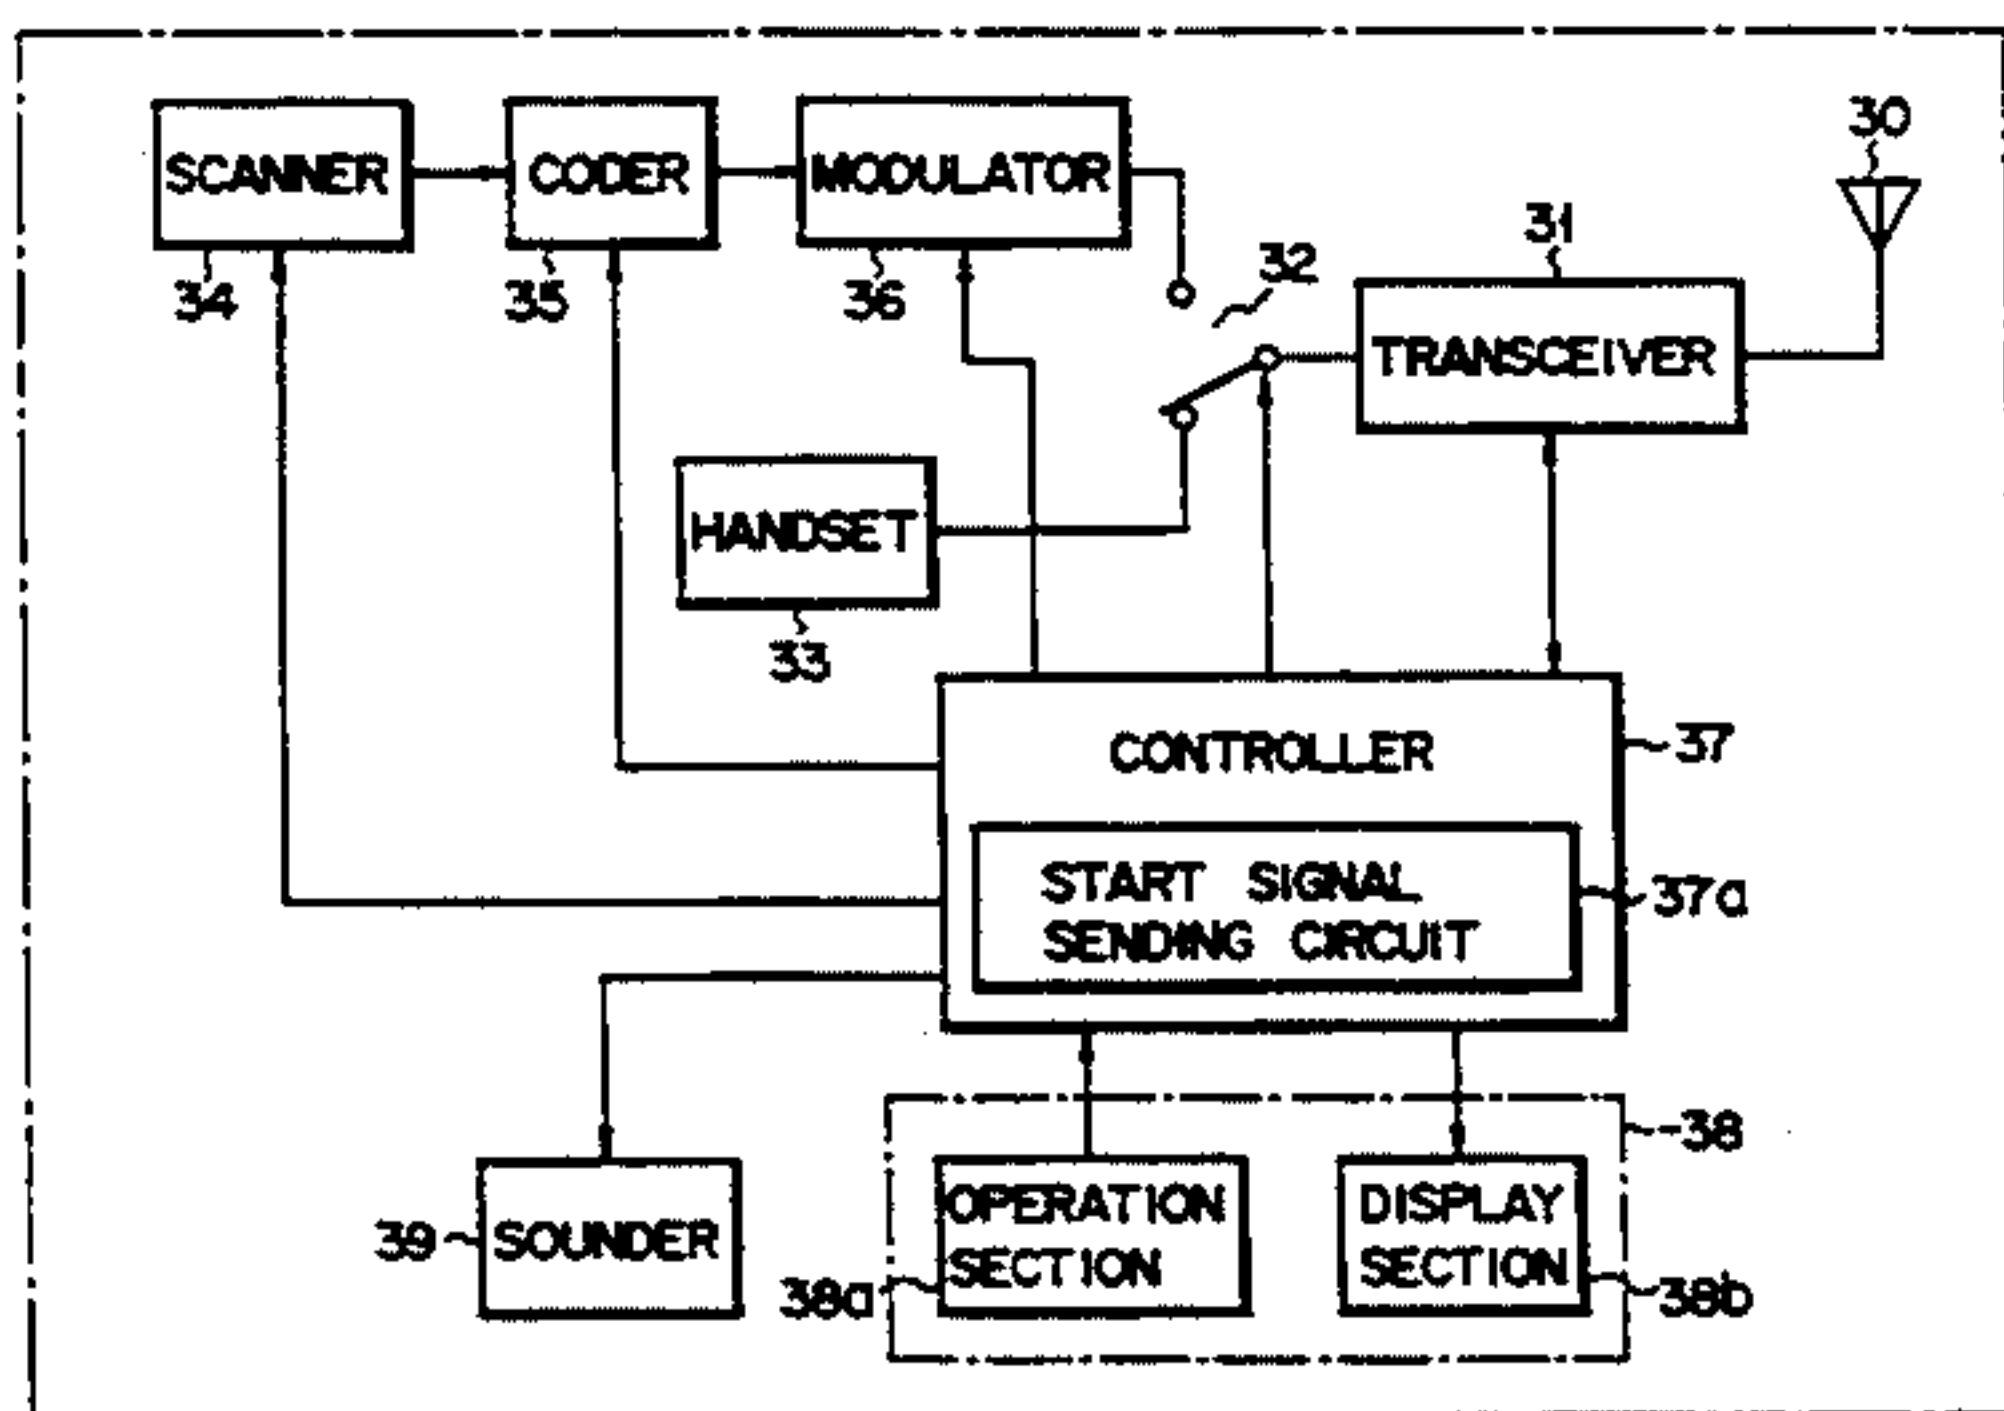 SCANNER
CODER
MODULATOR
30
31
32
34
35
36
TRANSCEIVER
HANDSET
33
CONTROLLER
37
START SIGNAL
SENDING CIRCUIT
37a
38
39
SOUNDER
OPERATION
SECTION
38a
DISPLAY
SECTION
38b